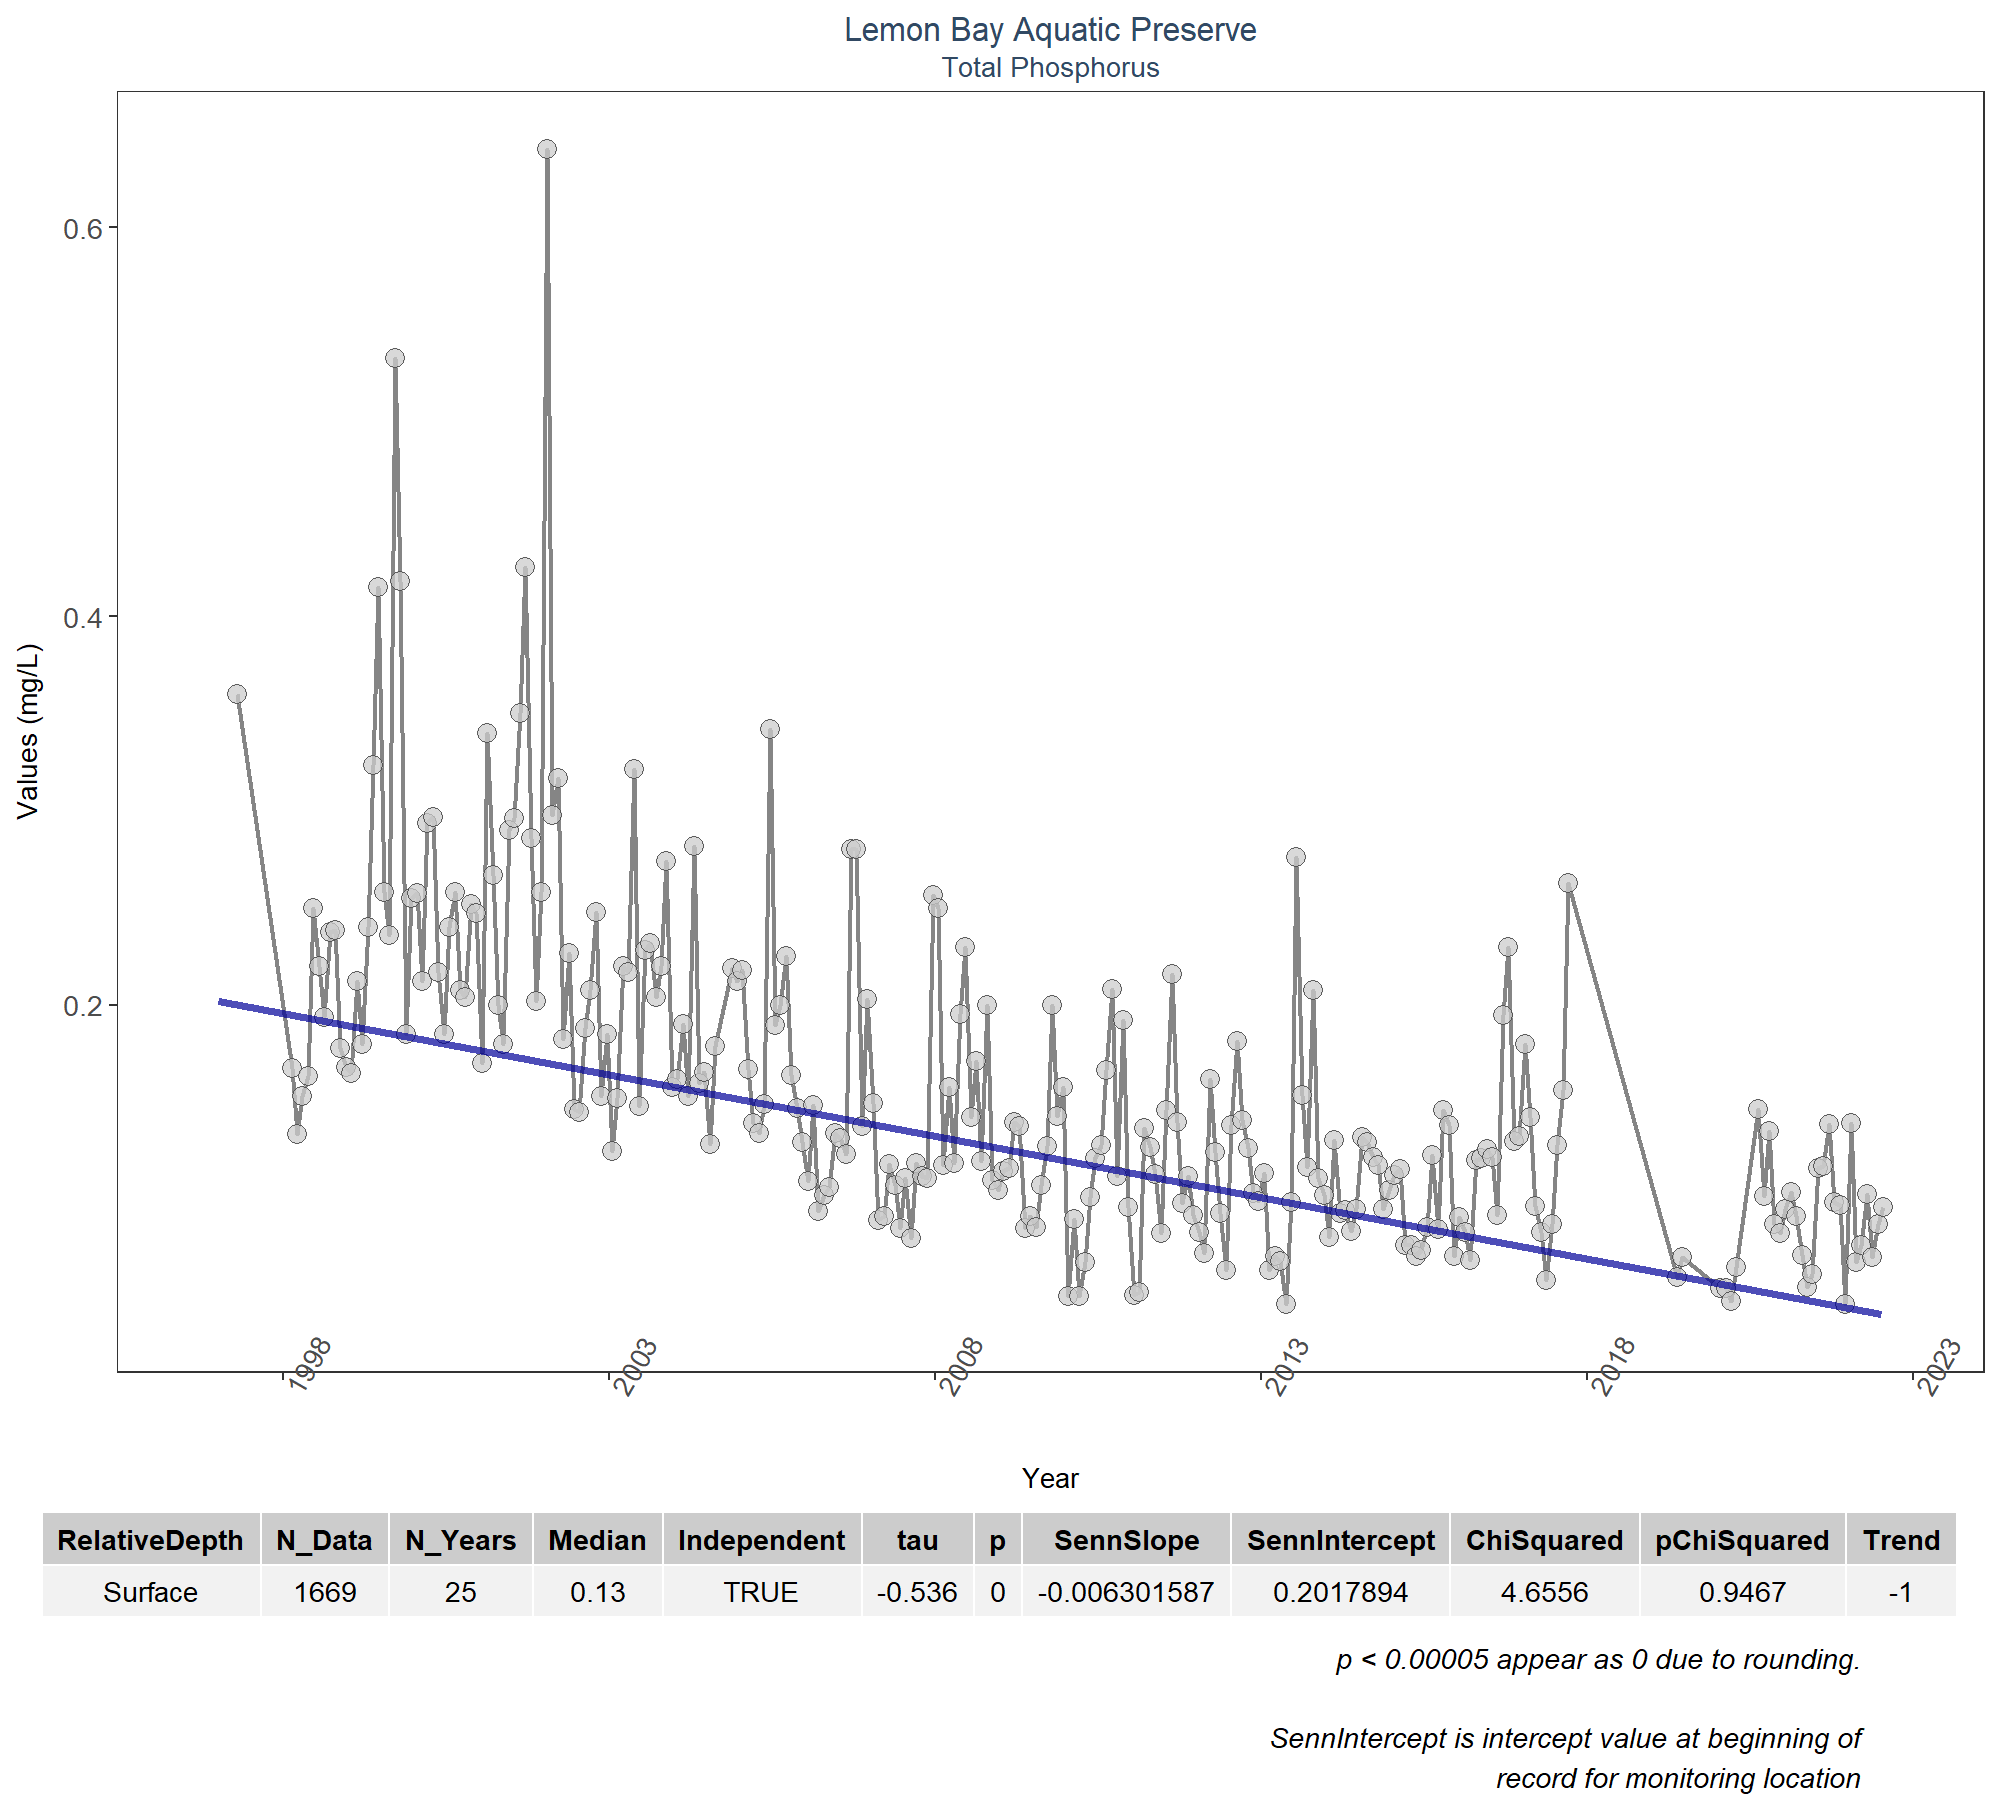 Lemon Bay Aquatic Preserve
Total Phosphorus
0.6
0.4
0.2
Values (mg/L)
1998 2003 2008 2013 2018 2023
Year
RelativeDepth N_Data N_Years Median Independent tau p SennSlope SennIntercept ChiSquared pChiSquared Trend
Surface 1669 25 0.13 TRUE -0.536 0 -0.006301587 0.2017894 4.6556 0.9467 -1
p < 0.00005 appear as 0 due to rounding.
SennIntercept is intercept value at beginning of
record for monitoring location